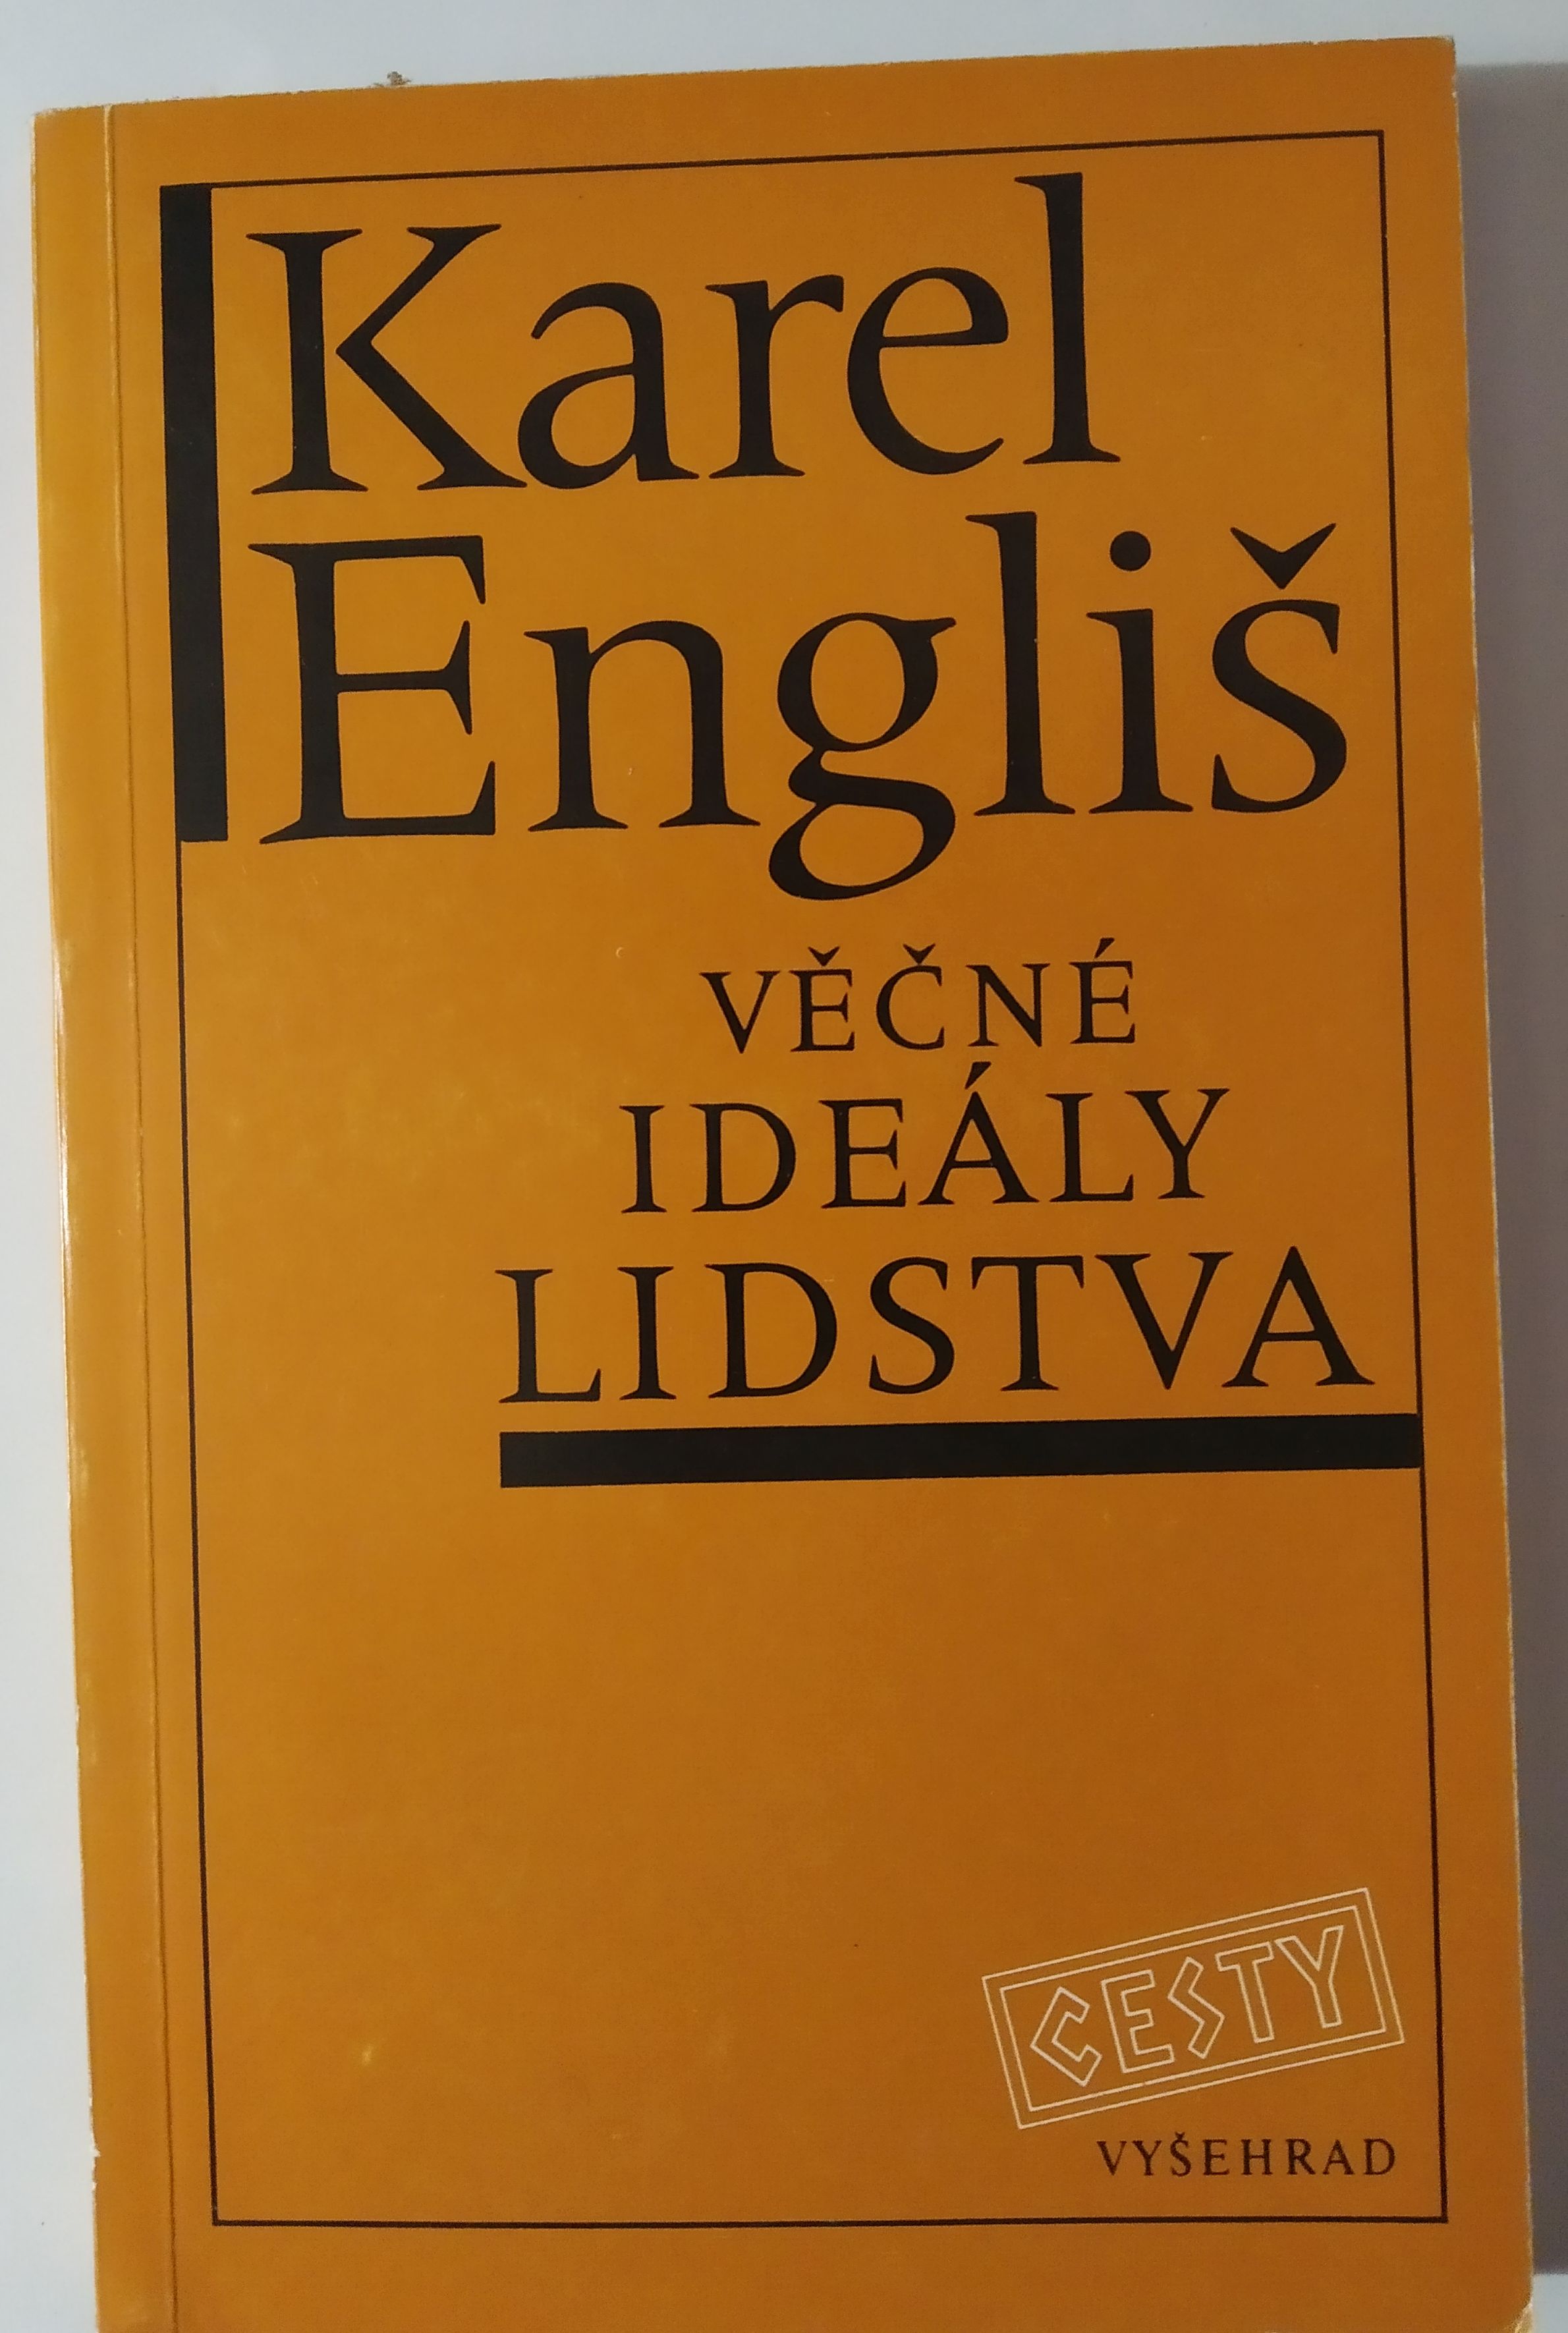 Karel
Engliš
VĚČNÉ
IDEÁLY
LIDSTVA
CESTY
VYŠEHRAD